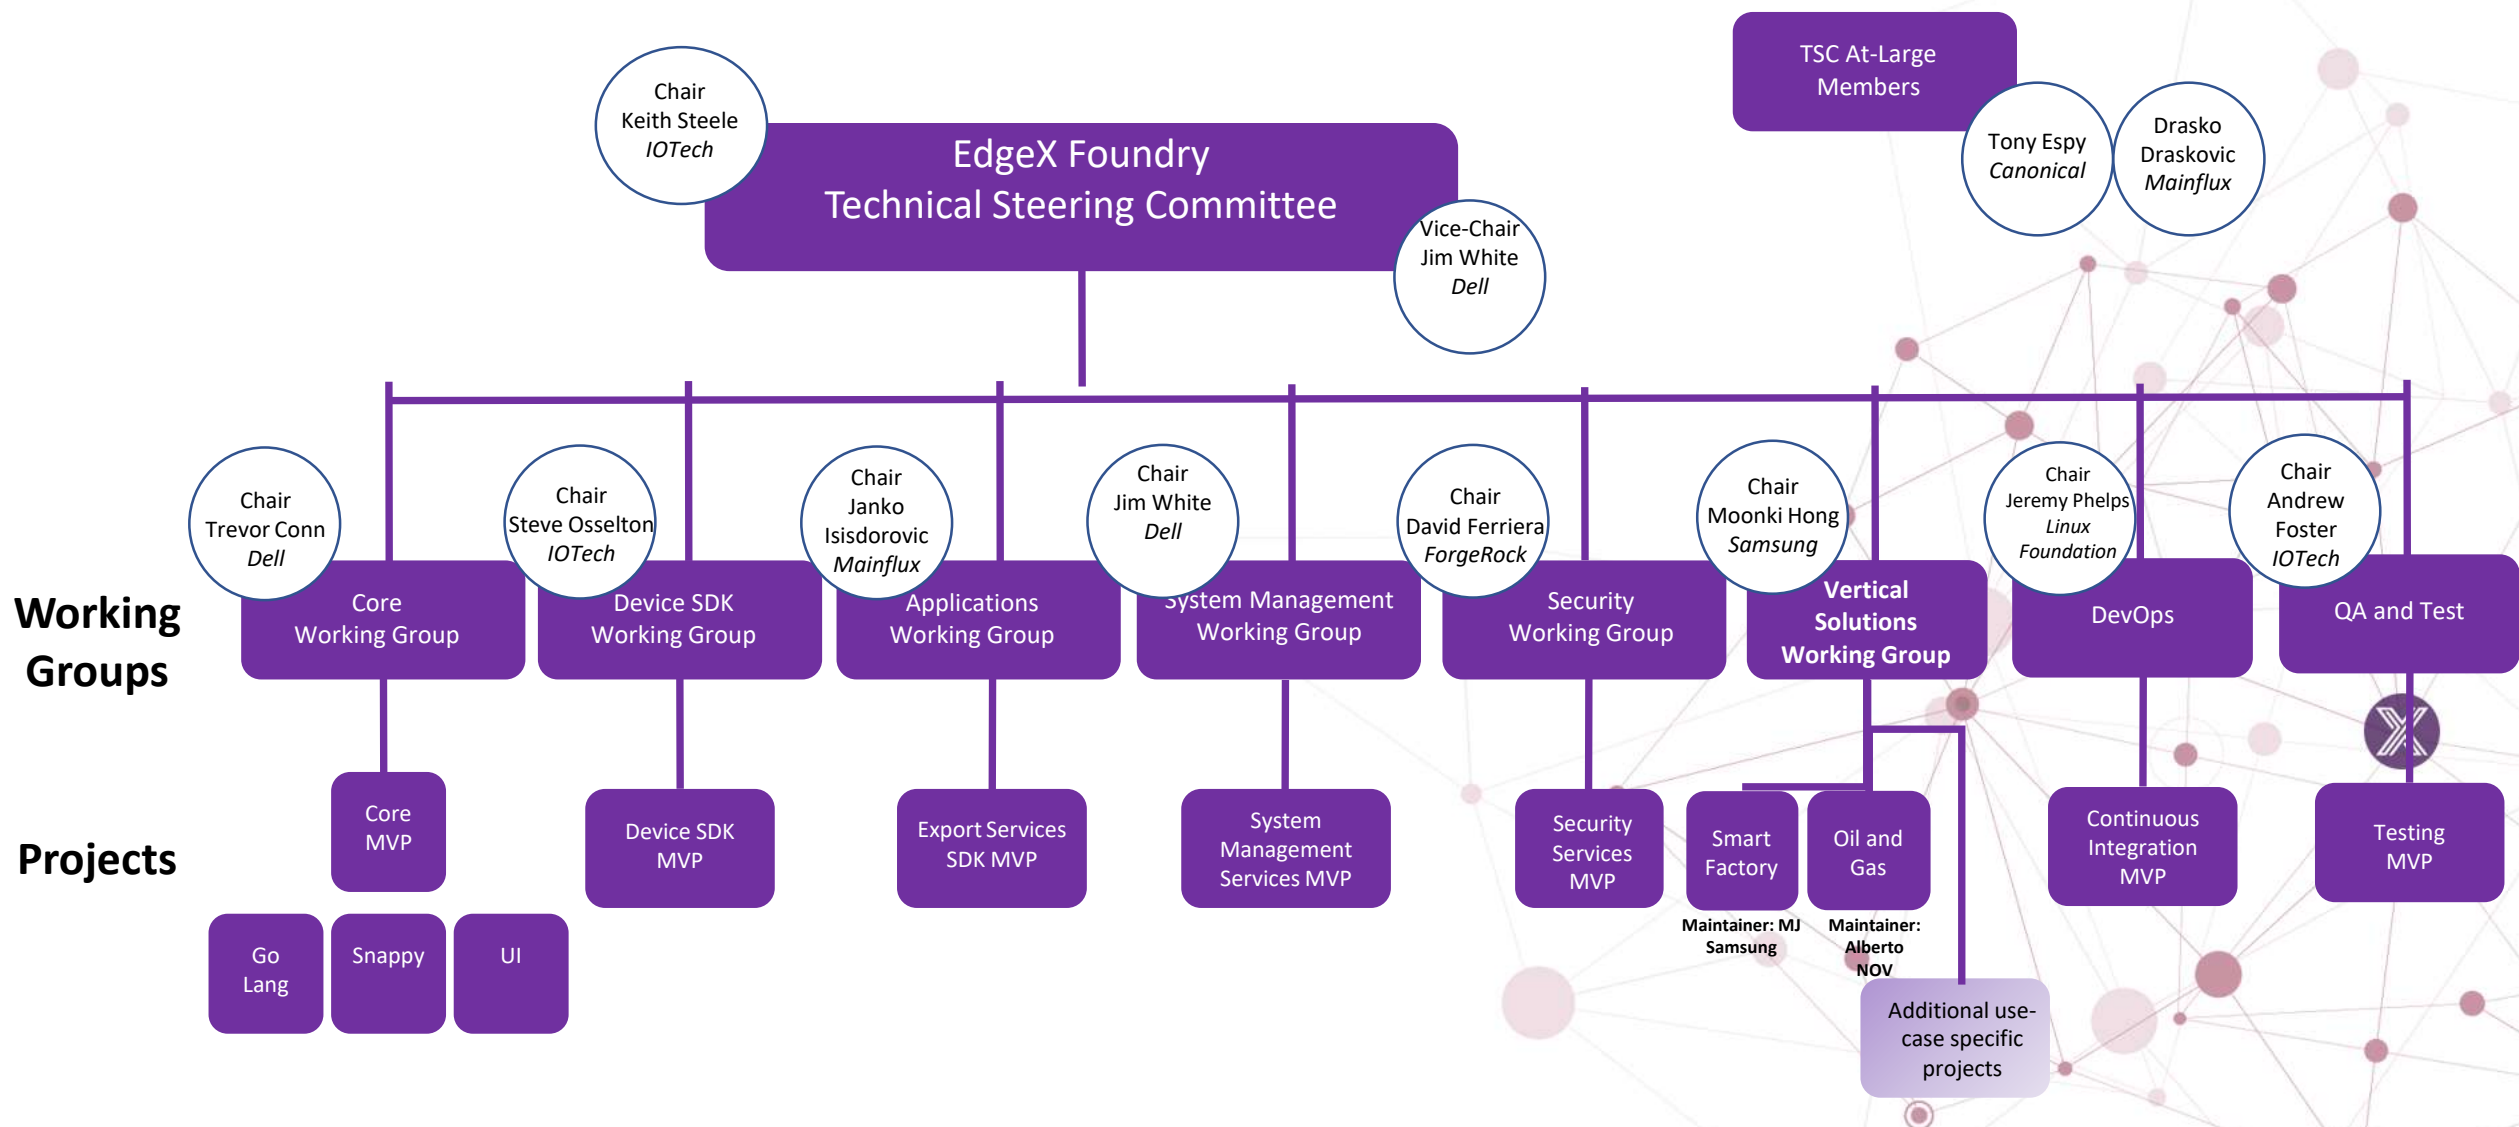 TSC At-Large
Members
Chair
Keith Steele
IOTech
EdgeX Foundry
Technical Steering Committee
Vice-Chair
Jim White
Dell
Tony Espy
Canonical
Drasko
Draskovic
Mainflux
Chair
Trevor Conn
Dell
Chair
Steve Osselton
IOTech
Chair
Janko
Isisdorovic
Mainflux
Chair
Jim White
Dell
Chair
David Ferriera
ForgeRock
Chair
Moonki Hong
Samsung
Chair
Jeremy Phelps
Linux
Foundation
Chair
Andrew
Foster
IOTech
Working
Groups
Core
Working Group
Device SDK
Working Group
Applications
Working Group
System Management
Working Group
Security
Working Group
Vertical
Solutions
Working Group
DevOps
QA and Test
Projects
Core
MVP
Device SDK
MVP
Export Services
SDK MVP
System
Management
Services MVP
Security
Services
MVP
Smart
Factory
Oil and
Gas
Continuous
Integration
MVP
Testing
MVP
Maintainer: MJ
Samsung
Maintainer:
Alberto
NOV
Go
Lang
Snappy
UI
Additional use-
case specific
projects